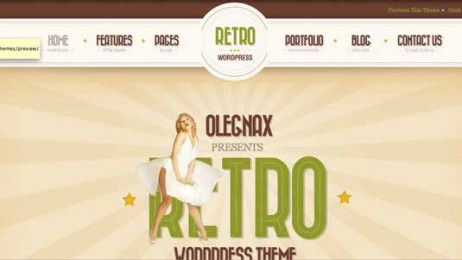 Purchase This Theme
hemes/preview/
HOME
FEATURES
PAGES
RETRO
WORDPRESS
PORTFOLIO
BLOG
CONTACT US
OLEGNAX
PRESENTS
RETRO
WORDPRESS THEME